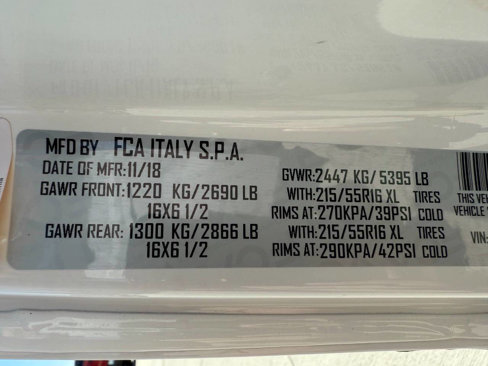 MFD BY FCA ITALY S.P.A.
DATE OF MFR:11/18 GVWR:2447 KG/5395 LB
GAWR FRONT:1220 KG/2690 LB WITH:215/55R16 XL TIRES
16X6 1/2 RIMS AT:270KPA/39PSI COLD
GAWR REAR: 1300 KG/2866 LB WITH:215/55R16 XL TIRES
16X6 1/2 RIMS AT:290KPA/42PSI COLD
THIS VE
VEHICLE
VIN: